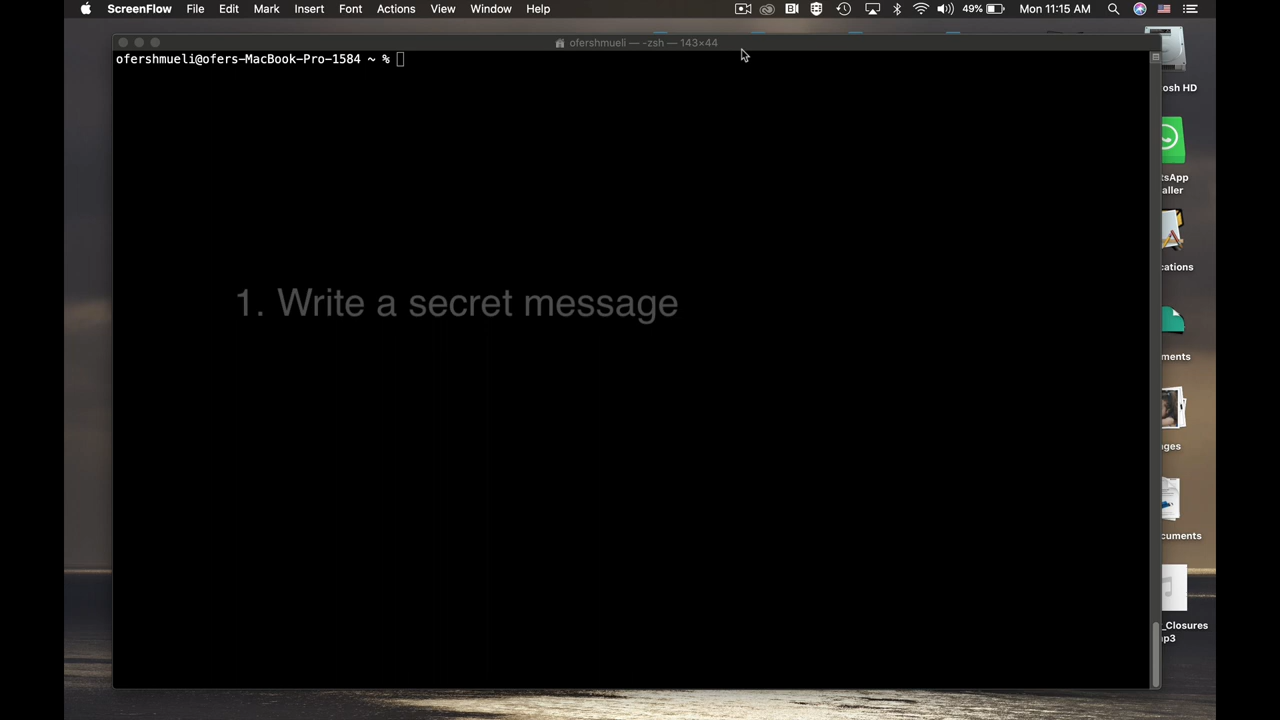 ScreenFlow File Edit Mark Insert Font Actions View Window Help 49% Mon 11:15 AM
ofershmueli — -zsh — 143×44
ofershmueli@ofers-MacBook-Pro-1584 ~ %
1. Write a secret message
osh HD
tsApp
aller
cations
ments
ges
cuments
_Closures
p3